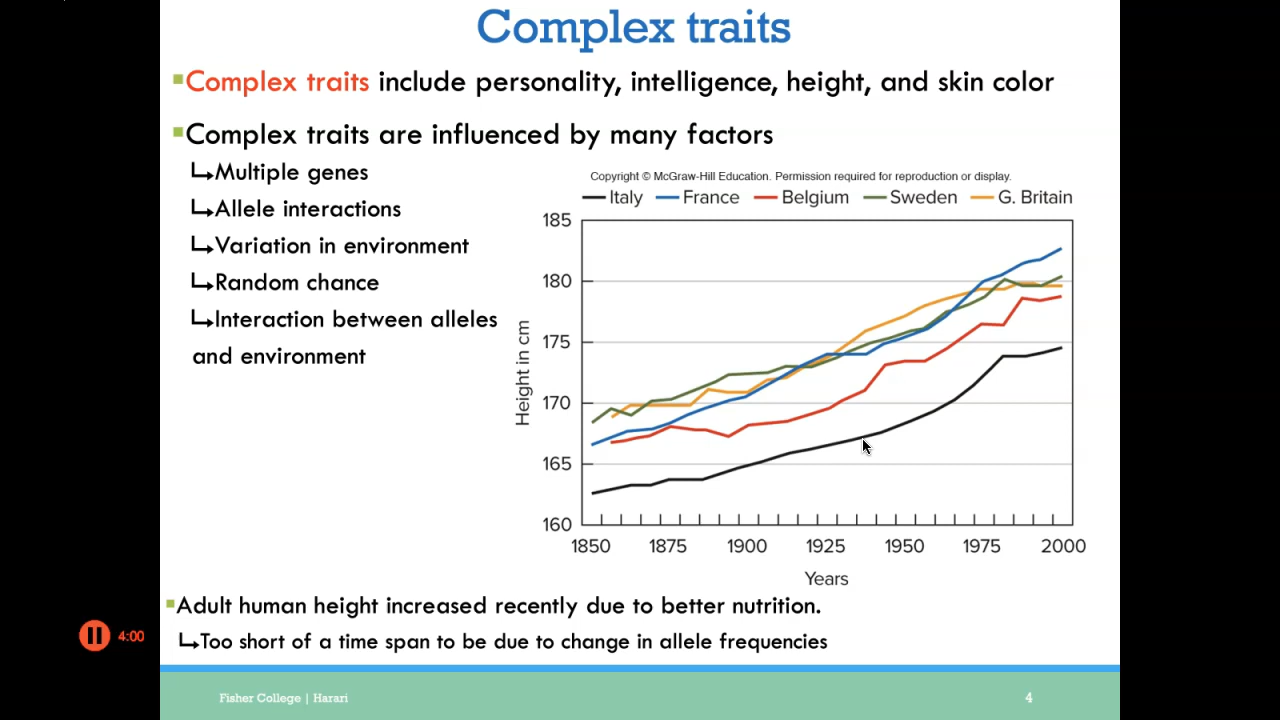 Complex traits
▪Complex traits include personality, intelligence, height, and skin color
▪Complex traits are influenced by many factors
↳Multiple genes
↳Allele interactions
↳Variation in environment
↳Random chance
↳Interaction between alleles
and environment
Copyright © McGraw-Hill Education. Permission required for reproduction or display.
Italy France Belgium Sweden G. Britain
185
180
175
170
165
160
Height in cm
1850 1875 1900 1925 1950 1975 2000
Years
▪Adult human height increased recently due to better nutrition.
↳Too short of a time span to be due to change in allele frequencies
4:00
Fisher College | Harari 4